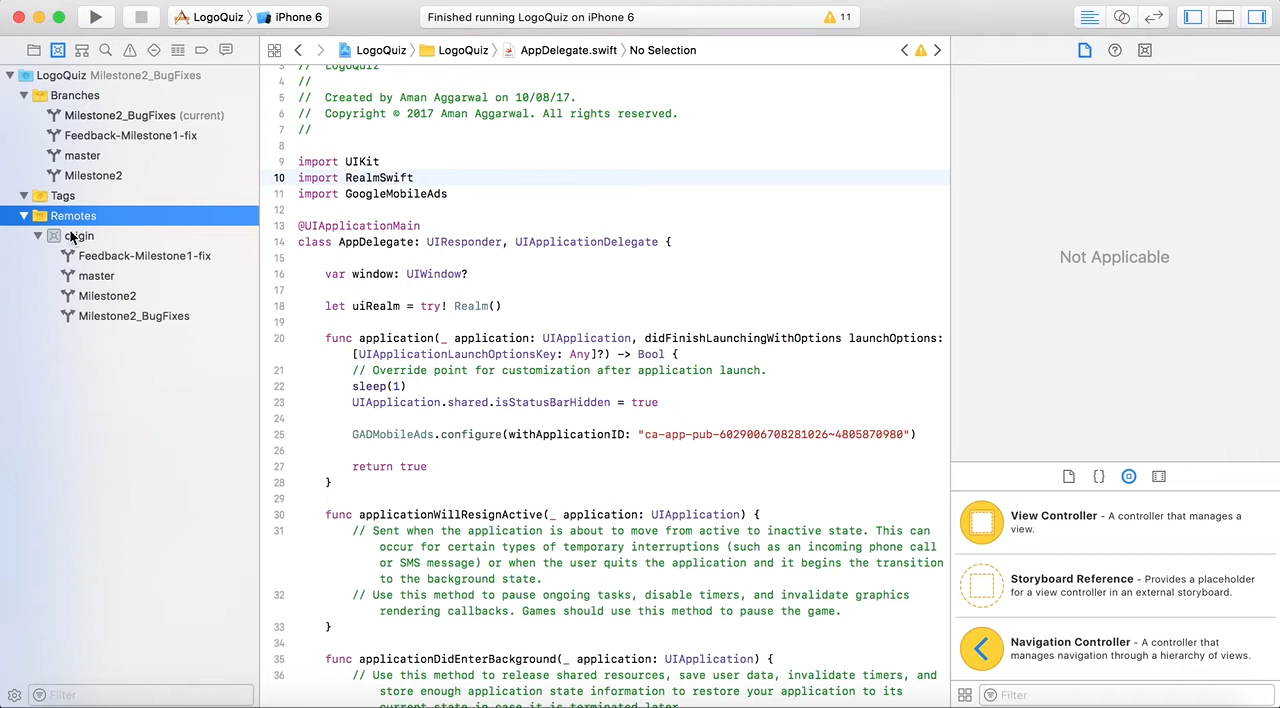 LogoQuiz iPhone 6
Finished running LogoQuiz on iPhone 6 11
LogoQuiz LogoQuiz AppDelegate.swift No Selection
LogoQuiz Milestone2_BugFixes
Branches
Milestone2_BugFixes (current)
Feedback-Milestone1-fix
master
Milestone2
Tags
Remotes
origin
Feedback-Milestone1-fix
master
Milestone2
Milestone2_BugFixes
Filter
3 // LogoQuiz
4 //
5 // Created by Aman Aggarwal on 10/08/17.
6 // Copyright © 2017 Aman Aggarwal. All rights reserved.
7 //
8
9 import UIKit
10 import RealmSwift
11 import GoogleMobileAds
12
13 @UIApplicationMain
14 class AppDelegate: UIResponder, UIApplicationDelegate {
15
16 var window: UIWindow?
17
18 let uiRealm = try! Realm()
19
20 func application(_ application: UIApplication, didFinishLaunchingWithOptions launchOptions:
[UIApplicationLaunchOptionsKey: Any]?) -> Bool {
21 // Override point for customization after application launch.
22 sleep(1)
23 UIApplication.shared.isStatusBarHidden = true
24
25 GADMobileAds.configure(withApplicationID: "ca-app-pub-6029006708281026~4805870980")
26
27 return true
28 }
29
30 func applicationWillResignActive(_ application: UIApplication) {
31 // Sent when the application is about to move from active to inactive state. This can
occur for certain types of temporary interruptions (such as an incoming phone call
or SMS message) or when the user quits the application and it begins the transition
to the background state.
32 // Use this method to pause ongoing tasks, disable timers, and invalidate graphics
rendering callbacks. Games should use this method to pause the game.
33 }
34
35 func applicationDidEnterBackground(_ application: UIApplication) {
36 // Use this method to release shared resources, save user data, invalidate timers, and
store enough application state information to restore your application to its
current state in case it is terminated later.
Not Applicable
View Controller - A controller that manages a
view.
Storyboard Reference - Provides a placeholder
for a view controller in an external storyboard.
Navigation Controller - A controller that
manages navigation through a hierarchy of views.
Filter